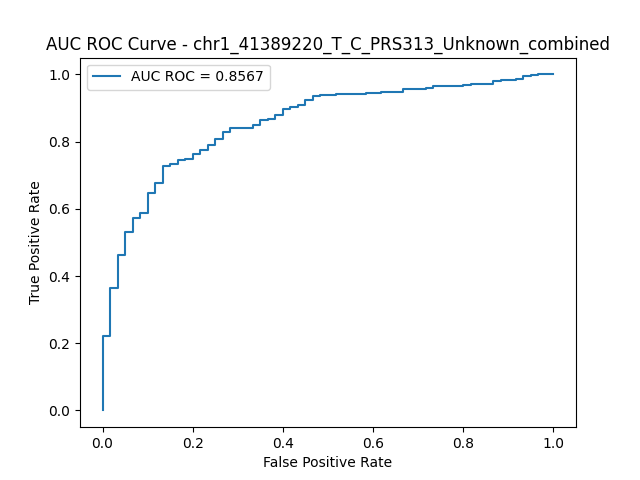 AUC ROC Curve - chr1_41389220_T_C_PRS313_Unknown_combined
AUC ROC = 0.8567
1.0
0.8
0.6
0.4
0.2
0.0
True Positive Rate
0.0 0.2 0.4 0.6 0.8 1.0
False Positive Rate